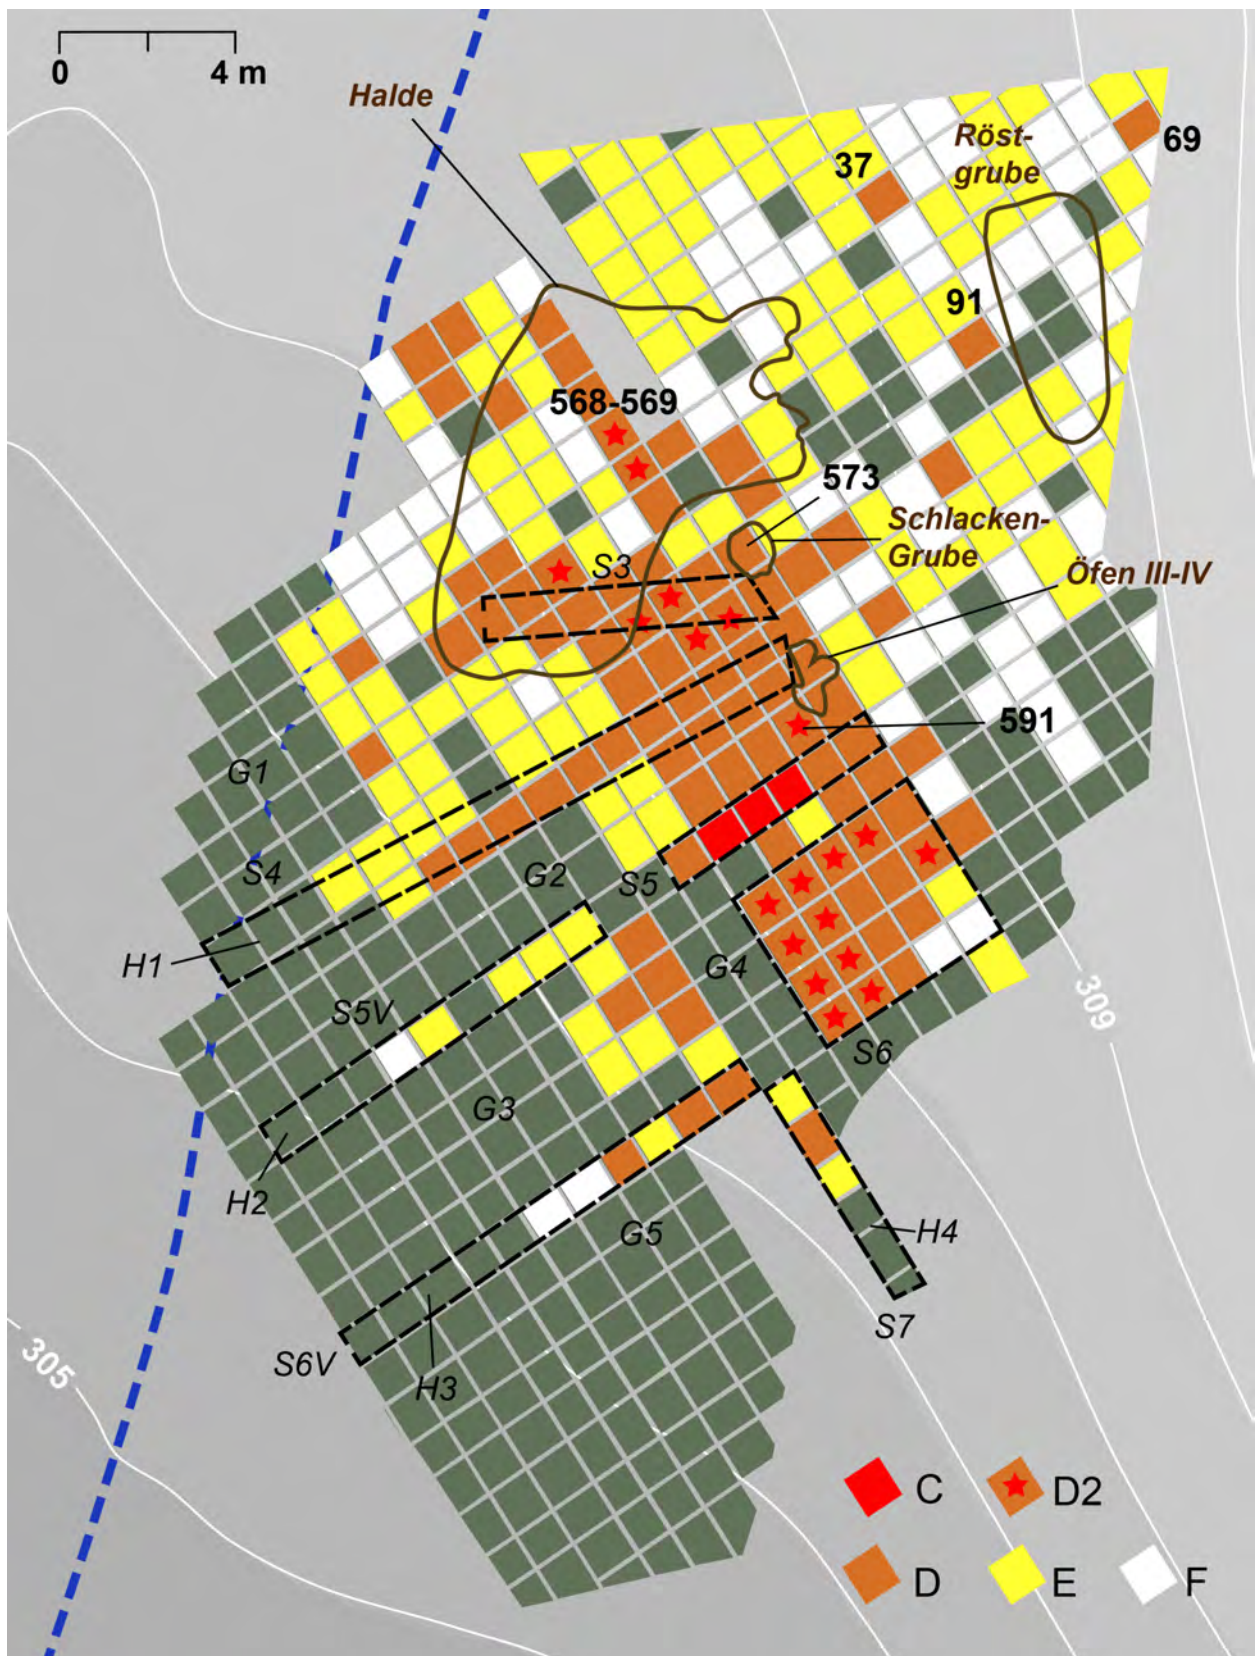 0 4 m
Halde
Röst-
grube
69
37
91
568-569
573
Schlacken-
Grube
S3
Öfen III-IV
591
G1
S4
G2
S5
H1
G4
S5V
309
S6
G3
H2
G5
H4
S7
305
S6V
H3
C
D2
D
E
F